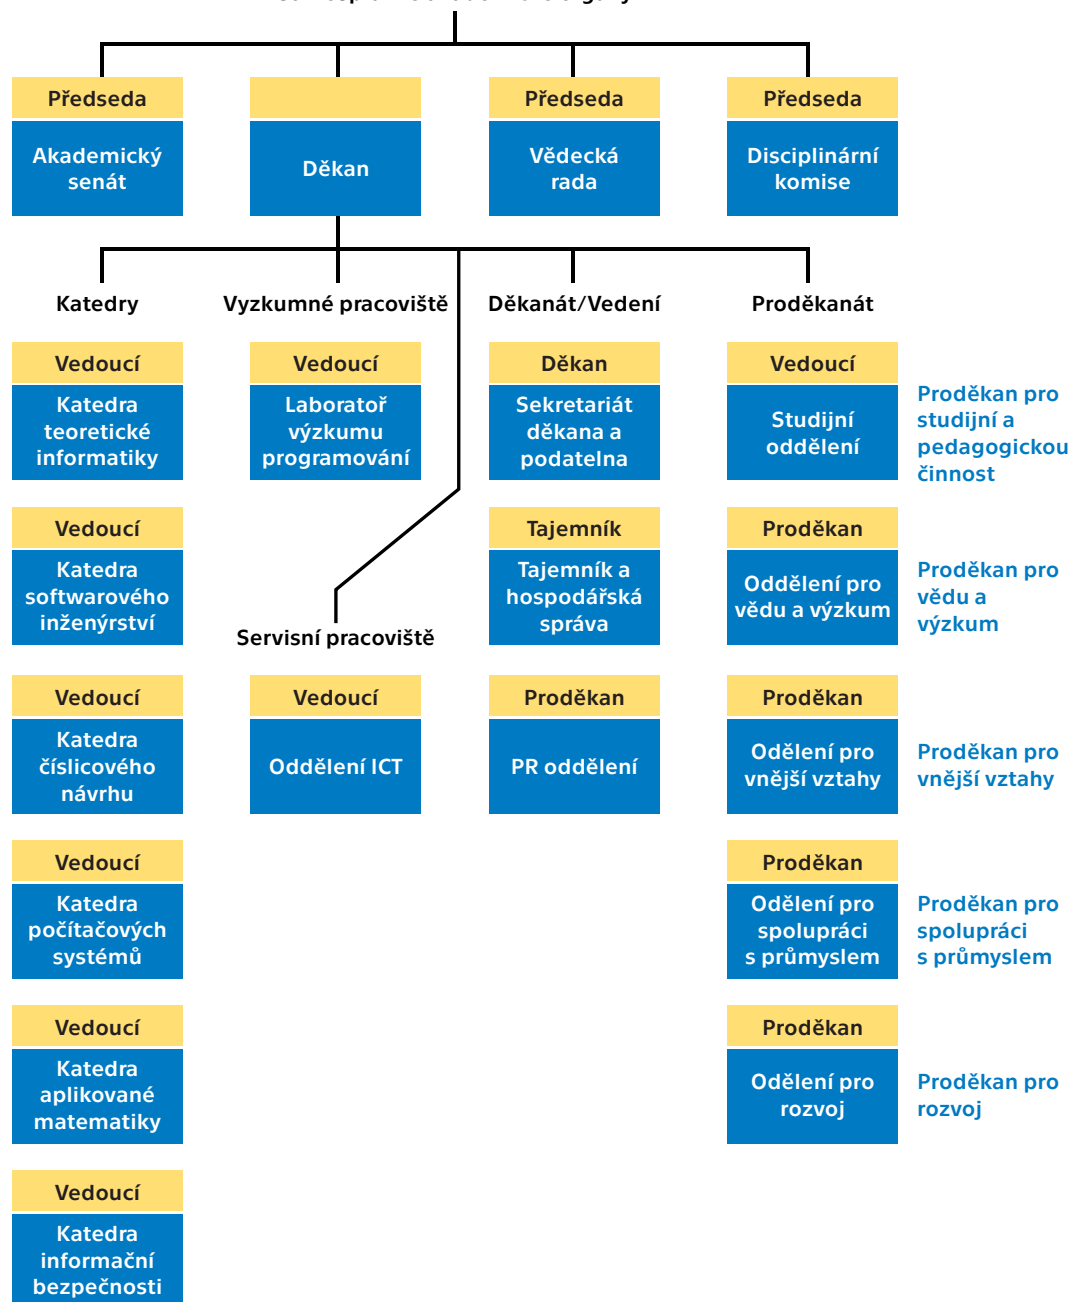 Předseda
Předseda
Předseda
Akademický
senát
Děkan
Vědecká
rada
Disciplinární
komise
Katedry
Vyzkumné pracoviště
Děkanát/Vedení
Proděkanát
Vedoucí
Katedra
teoretické
informatiky
Vedoucí
Laboratoř
výzkumu
programování
Děkan
Sekretariát
děkana a
podatelna
Vedoucí
Studijní
oddělení
Proděkan pro
studijní a
pedagogickou
činnost
Vedoucí
Katedra
softwarového
inženýrství
Tajemník
Tajemník a
hospodářská
správa
Proděkan
Oddělení pro
vědu a výzkum
Proděkan pro
vědu a
výzkum
Servisní pracoviště
Vedoucí
Katedra
číslicového
návrhu
Vedoucí
Oddělení ICT
Proděkan
PR oddělení
Proděkan
Odělení pro
vnější vztahy
Proděkan pro
vnější vztahy
Vedoucí
Katedra
počítačových
systémů
Proděkan
Odělení pro
spolupráci
s průmyslem
Proděkan pro
spolupráci
s průmyslem
Vedoucí
Katedra
aplikované
matematiky
Proděkan
Odělení pro
rozvoj
Proděkan pro
rozvoj
Vedoucí
Katedra
informační
bezpečnosti